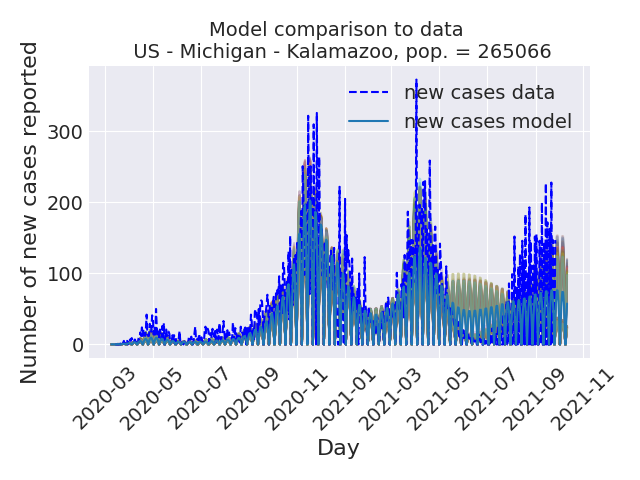 Model comparison to data
US - Michigan - Kalamazoo, pop. = 265066
Number of new cases reported
300
200
100
0
new cases data
new cases model
2020-03
2020-05
2020-07
2020-09
2020-11
2021-01
2021-03
2021-05
2021-07
2021-09
2021-11
Day